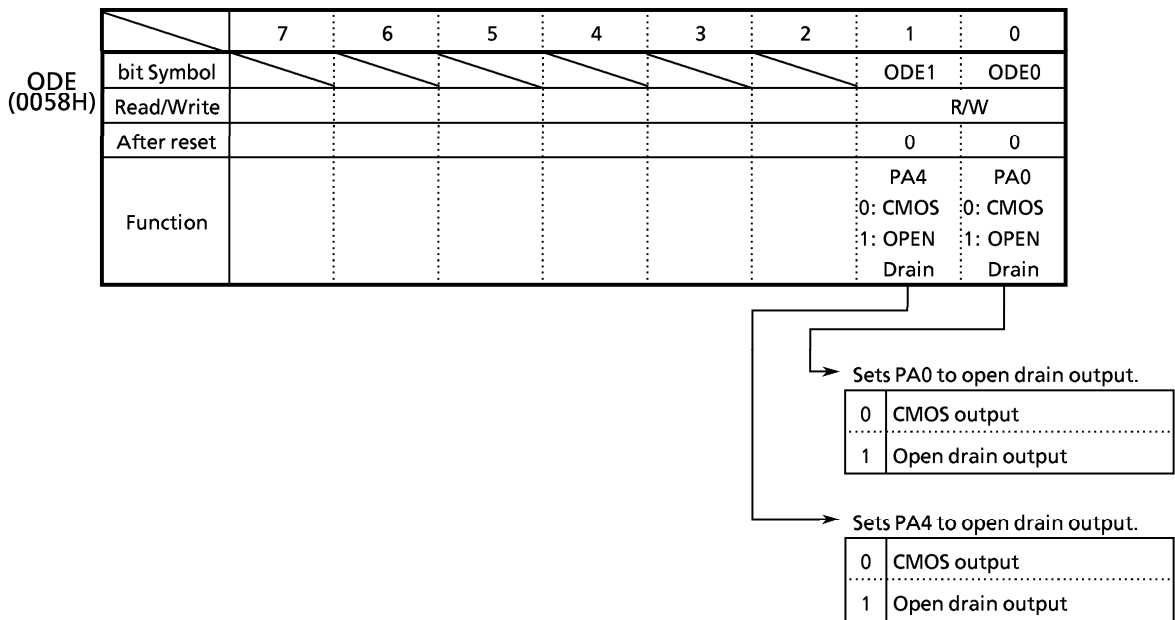 7 6 5 4 3 2 1 0
ODE
(0058H)
bit Symbol ODE1 ODE0
Read/Write R/W
After reset 0 0
Function
PA4 PA0
0: CMOS 0: CMOS
1: OPEN 1: OPEN
Drain Drain
Sets PA0 to open drain output.
0 CMOS output
1 Open drain output
Sets PA4 to open drain output.
0 CMOS output
1 Open drain output